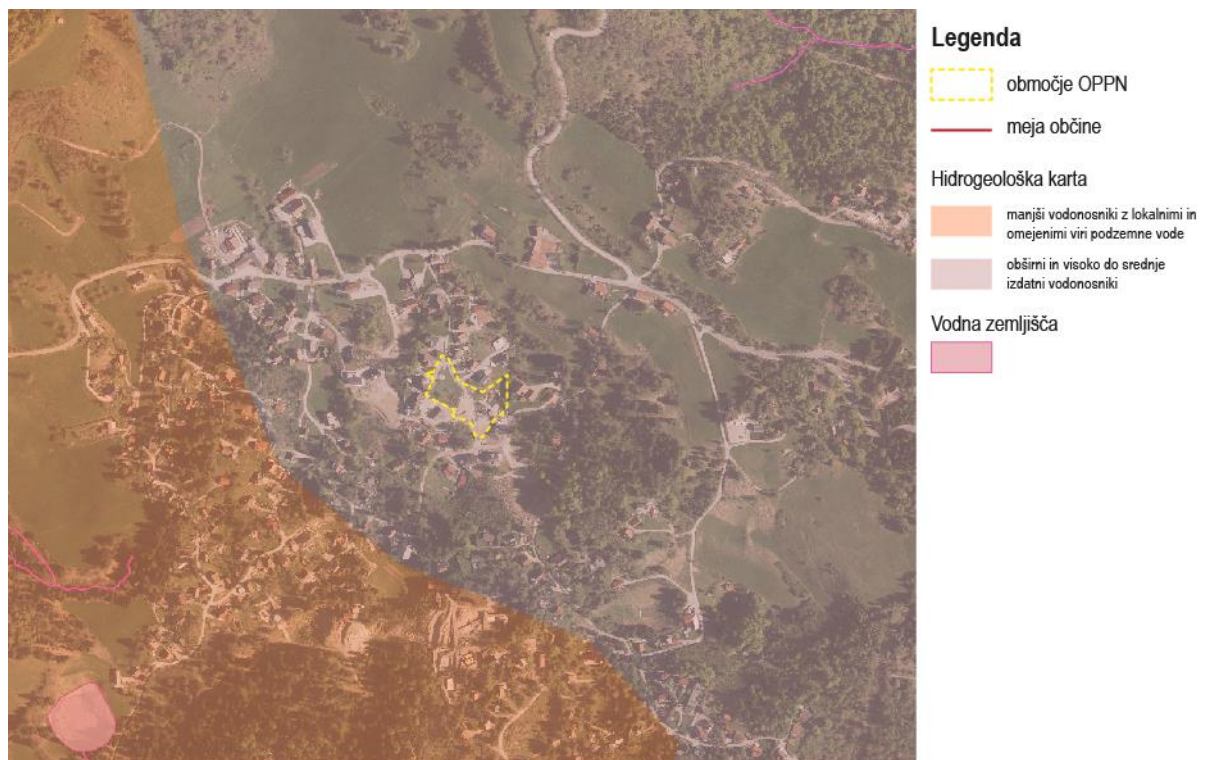 Legenda
območje OPPN
meja občine
Hidrogeološka karta
manjši vodonosniki z lokalnimi in
omejenimi viri podzemne vode
obširni in visoko do srednje
izdatni vodonosniki
Vodna zemljišča